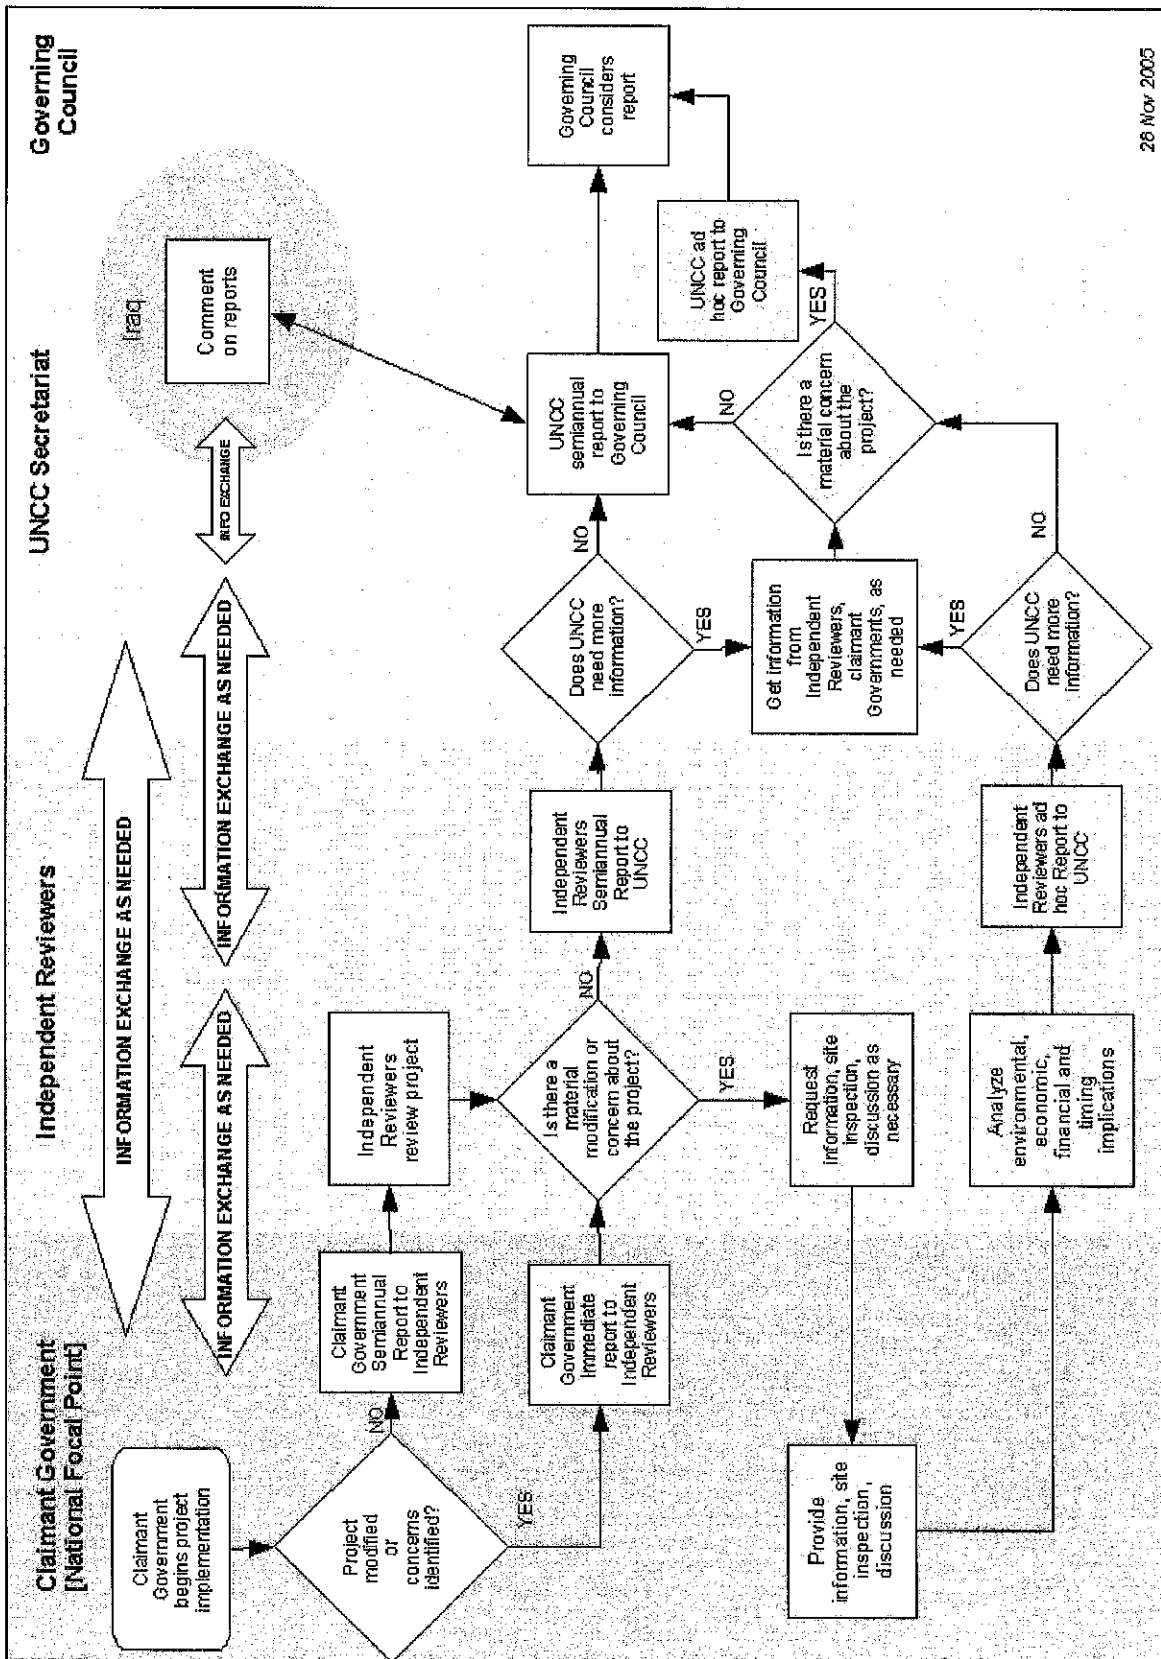 Claimant Government
[National Focal Point]
Independent Reviewers
UNCC Secretariat
Governing
Council
INFORMATION EXCHANGE AS NEEDED
INFORMATION EXCHANGE AS NEEDED
INFORMATION EXCHANGE AS NEEDED
INFO EXCHANGE
Iraq
Comment
on reports
Claimant
Government
begins project
implementation
Project
modified
or
concerns
identified?
NO
YES
Claimant
Government
Semiannual
Report to
Independent
Reviewers
Independent
Reviewers
review project
Claimant
Government
Immediate
report to
Independent
Reviewers
Is there a
material
modification or
concern about
the project?
NO
YES
Independent
Reviewers
Semiannual
Report to
UNCC
Does UNCC
need more
information?
NO
YES
UNCC
semiannual
report to
Governing
Council
Governing
Council
considers
report
Request
information, site
inspection,
discussion as
necessary
Get information
from
Independent
Reviewers,
claimant
Governments, as
needed
Is there a
material concern
about the
project?
NO
YES
UNCC ad
hoc report to
Governing
Council
Provide
information, site
inspection,
discussion
Analyze
environmental,
economic,
financial and
timing
implications
Independent
Reviewers ad
hoc Report to
UNCC
Does UNCC
need more
information?
YES
NO
28 Nov 2005